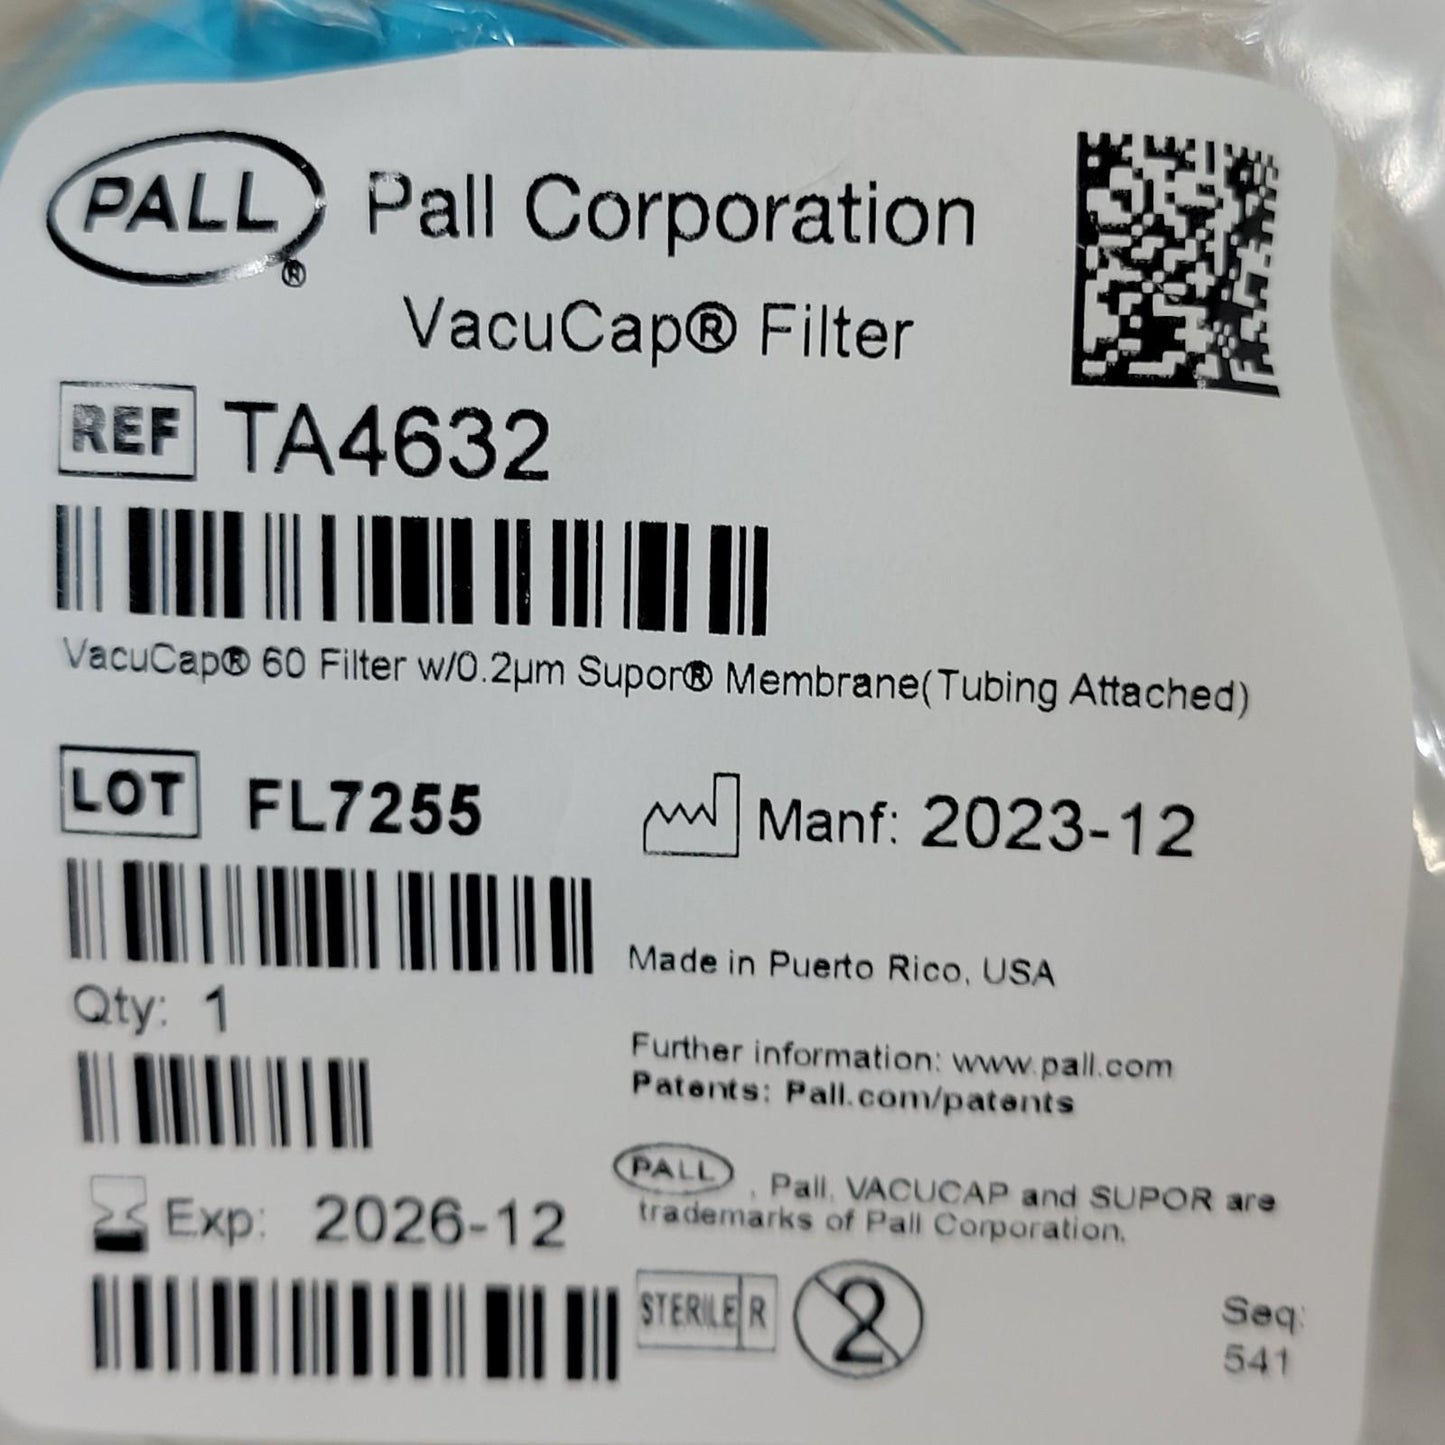 PALL® Pall Corporation
VacuCap® Filter
REF TA4632
VacuCap® 60 Filter w/0.2µm Supor® Membrane(Tubing Attached)
LOT FL7255
Manf: 2023-12
Made in Puerto Rico, USA
Qty: 1
Further information: www.pall.com
Patents: Pall.com/patents
PALL, Pall, VACUCAP and SUPOR are
trademarks of Pall Corporation.
Exp: 2026-12
STERILE R
2
Seq:
541